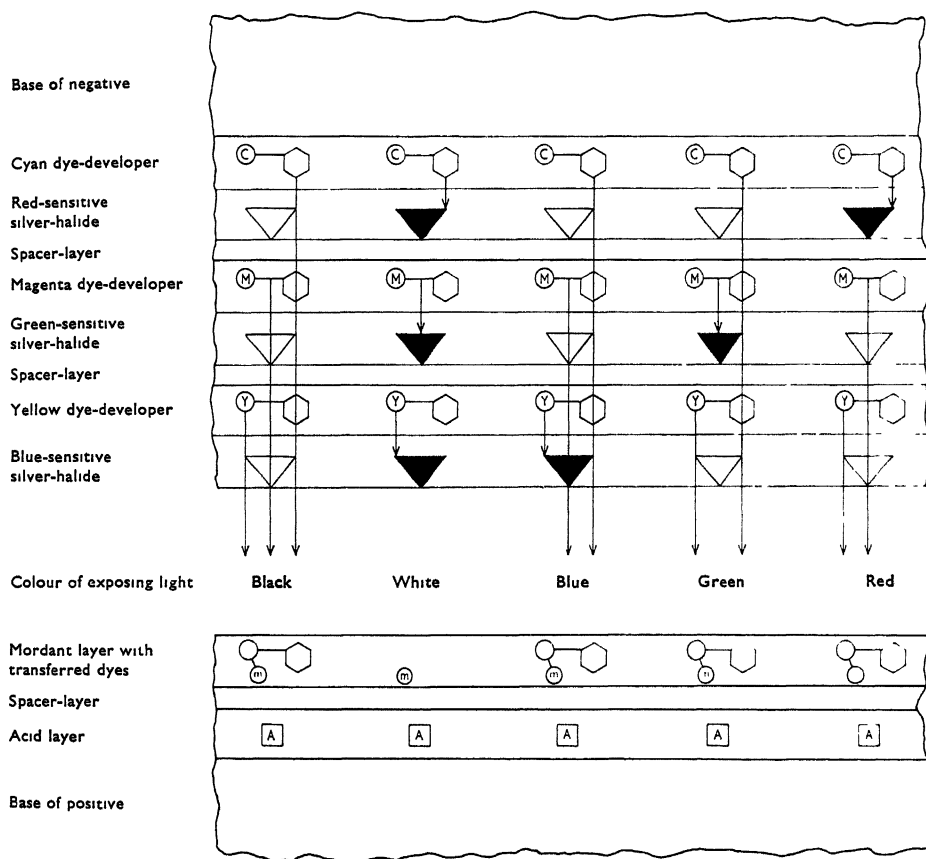 Base of negative
Cyan dye-developer
C C C C C
Red-sensitive
silver-halide
Spacer-layer
Magenta dye-developer
M M M M M
Green-sensitive
silver-halide
Spacer-layer
Yellow dye-developer
Y Y Y Y Y
Blue-sensitive
silver-halide
Colour of exposing light Black White Blue Green Red
Mordant layer with
transferred dyes
m m m
Spacer-layer
Acid layer
A A A A A
Base of positive